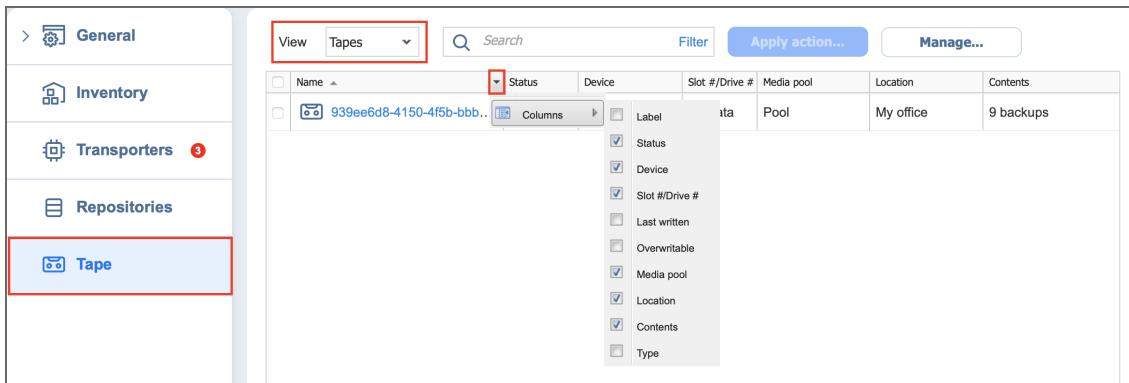 General
Inventory
Transporters 3
Repositories
Tape
View Tapes Search Filter Apply action... Manage...
Name Status Device Slot #/Drive # Media pool Location Contents
939ee6d8-4150-4f5b-bbb... Pool My office 9 backups
Columns
Label
Status
Device
Slot #/Drive #
Last written
Overwritable
Media pool
Location
Contents
Type